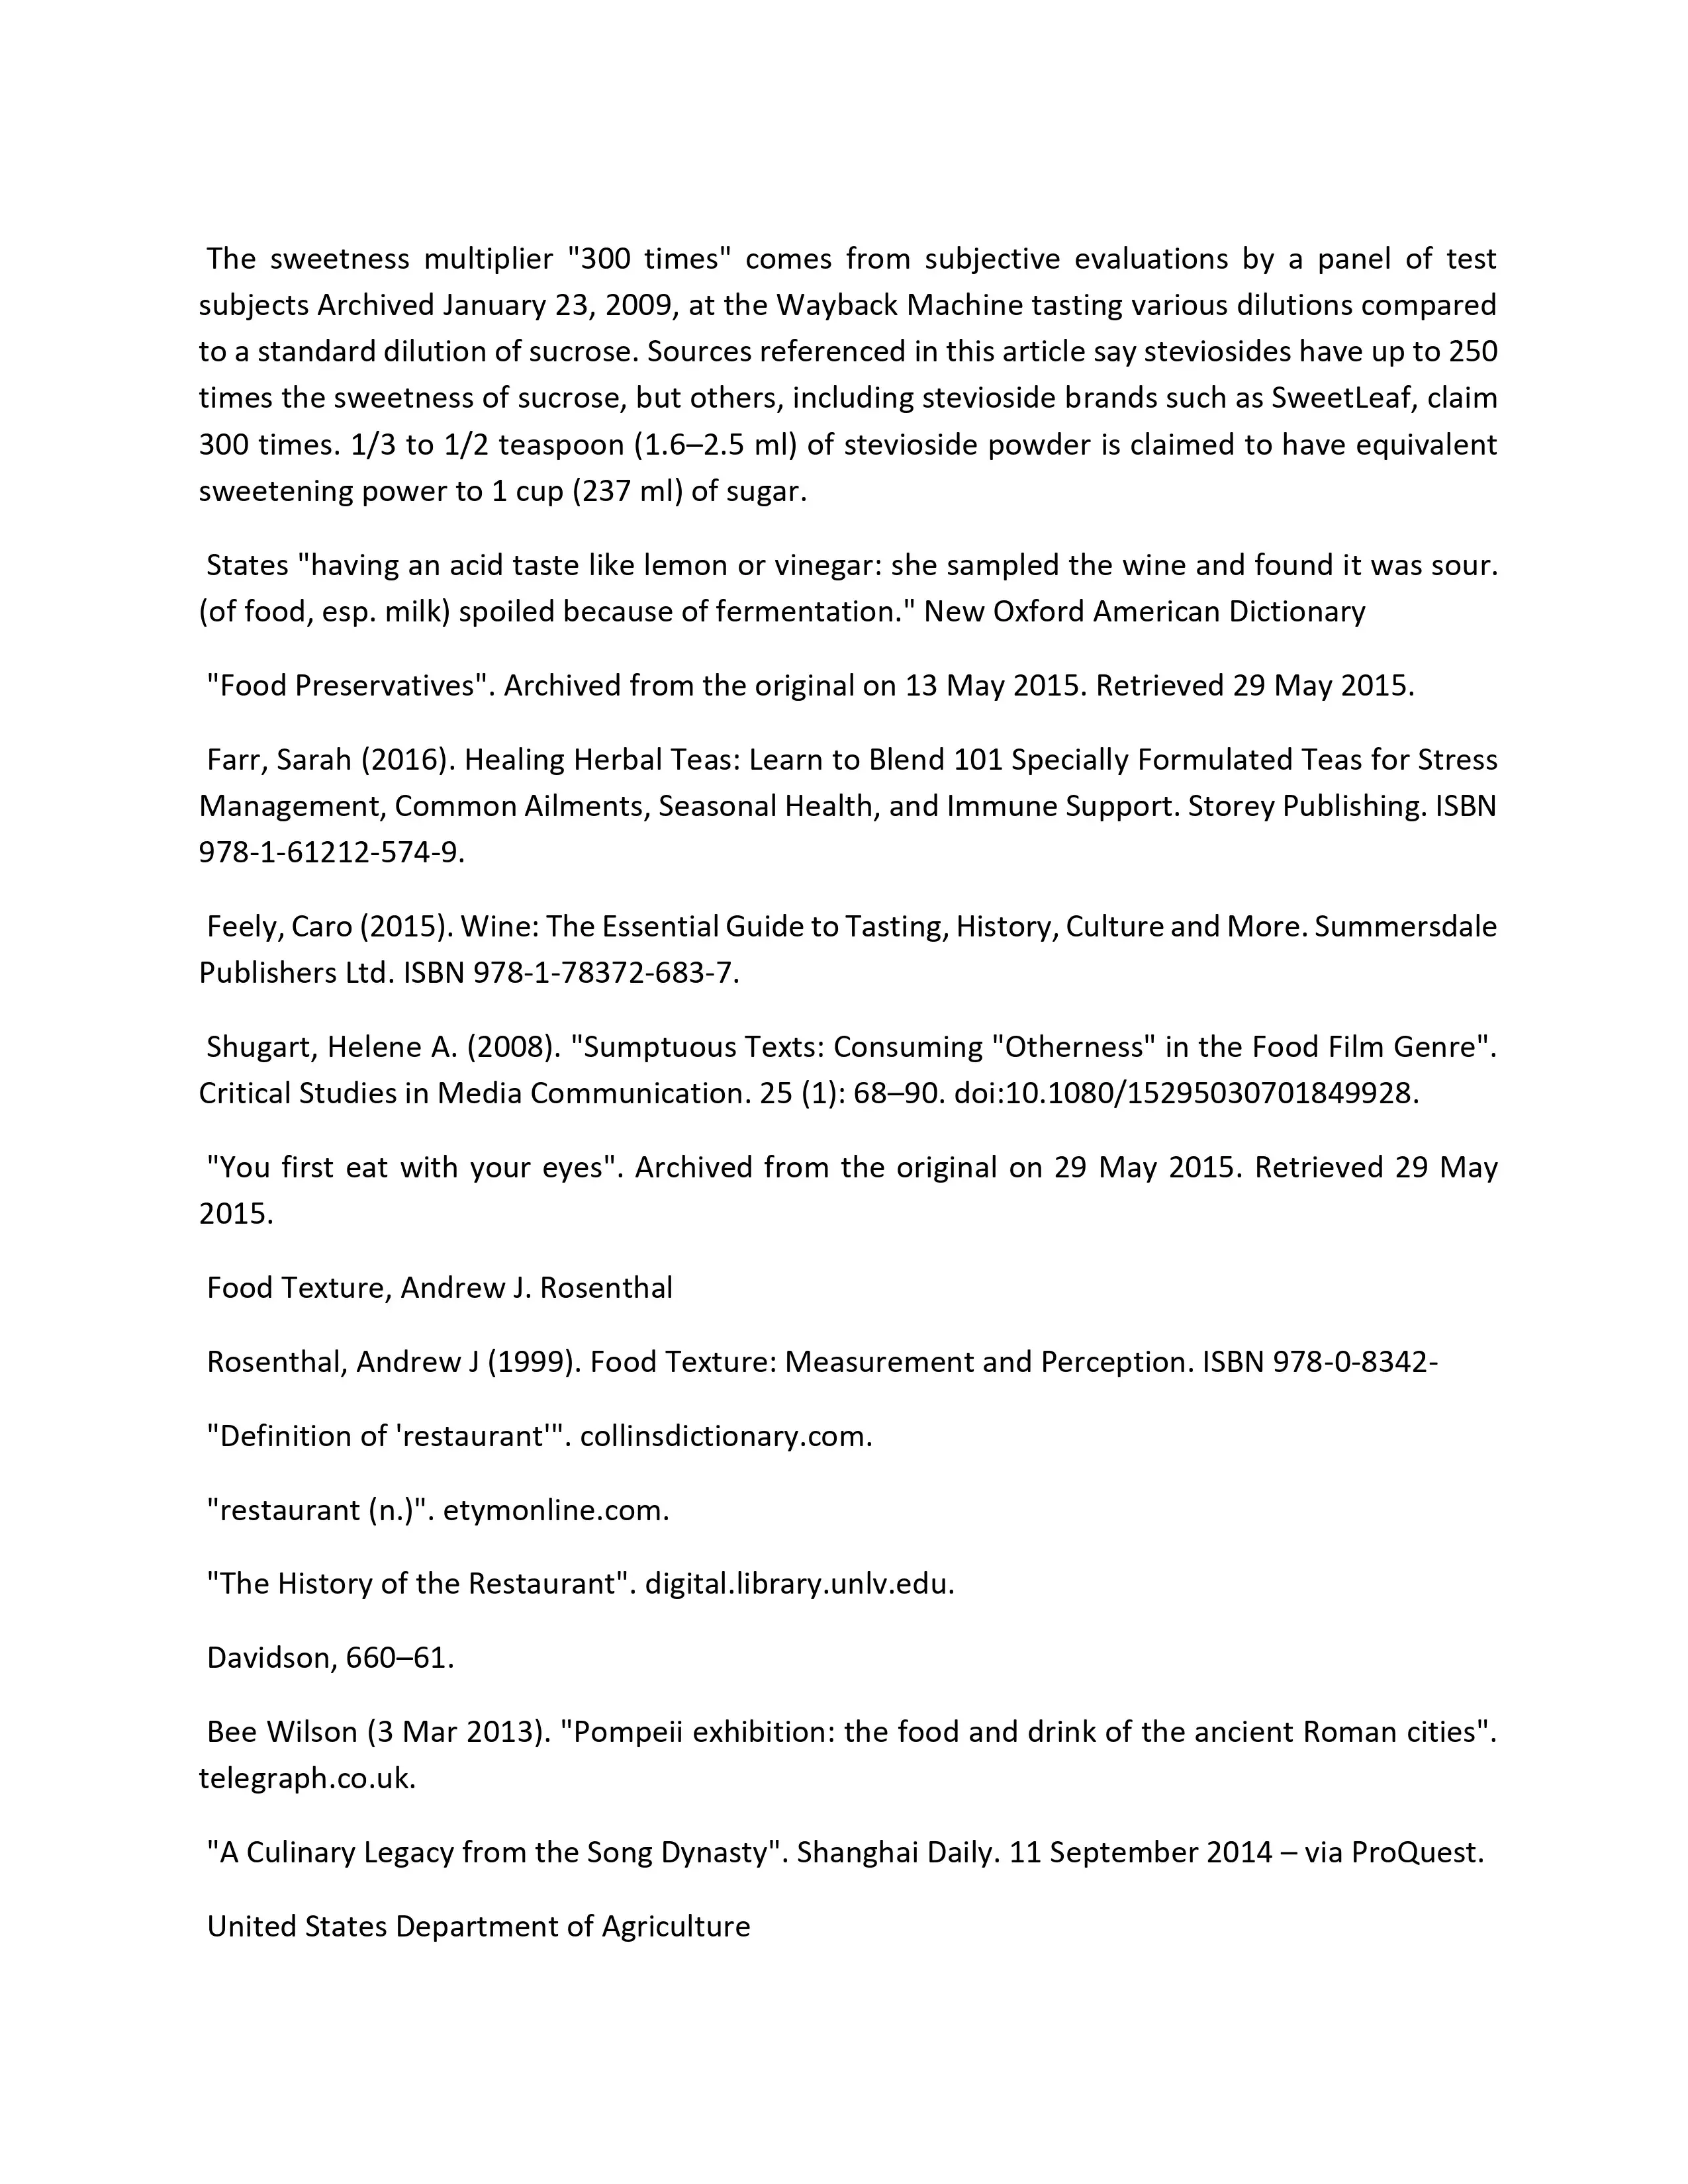 The sweetness multiplier "300 times" comes from subjective evaluations by a panel of test
subjects Archived January 23, 2009, at the Wayback Machine tasting various dilutions compared
to a standard dilution of sucrose. Sources referenced in this article say steviosides have up to 250
times the sweetness of sucrose, but others, including stevioside brands such as SweetLeaf, claim
300 times. 1/3 to 1/2 teaspoon (1.6–2.5 ml) of stevioside powder is claimed to have equivalent
sweetening power to 1 cup (237 ml) of sugar.
States "having an acid taste like lemon or vinegar: she sampled the wine and found it was sour.
(of food, esp. milk) spoiled because of fermentation." New Oxford American Dictionary
"Food Preservatives". Archived from the original on 13 May 2015. Retrieved 29 May 2015.
Farr, Sarah (2016). Healing Herbal Teas: Learn to Blend 101 Specially Formulated Teas for Stress
Management, Common Ailments, Seasonal Health, and Immune Support. Storey Publishing. ISBN
978-1-61212-574-9.
Feely, Caro (2015). Wine: The Essential Guide to Tasting, History, Culture and More. Summersdale
Publishers Ltd. ISBN 978-1-78372-683-7.
Shugart, Helene A. (2008). "Sumptuous Texts: Consuming "Otherness" in the Food Film Genre".
Critical Studies in Media Communication. 25 (1): 68–90. doi:10.1080/15295030701849928.
"You first eat with your eyes". Archived from the original on 29 May 2015. Retrieved 29 May
2015.
Food Texture, Andrew J. Rosenthal
Rosenthal, Andrew J (1999). Food Texture: Measurement and Perception. ISBN 978-0-8342-
"Definition of 'restaurant'". collinsdictionary.com.
"restaurant (n.)". etymonline.com.
"The History of the Restaurant". digital.library.unlv.edu.
Davidson, 660–61.
Bee Wilson (3 Mar 2013). "Pompeii exhibition: the food and drink of the ancient Roman cities".
telegraph.co.uk.
"A Culinary Legacy from the Song Dynasty". Shanghai Daily. 11 September 2014 – via ProQuest.
United States Department of Agriculture